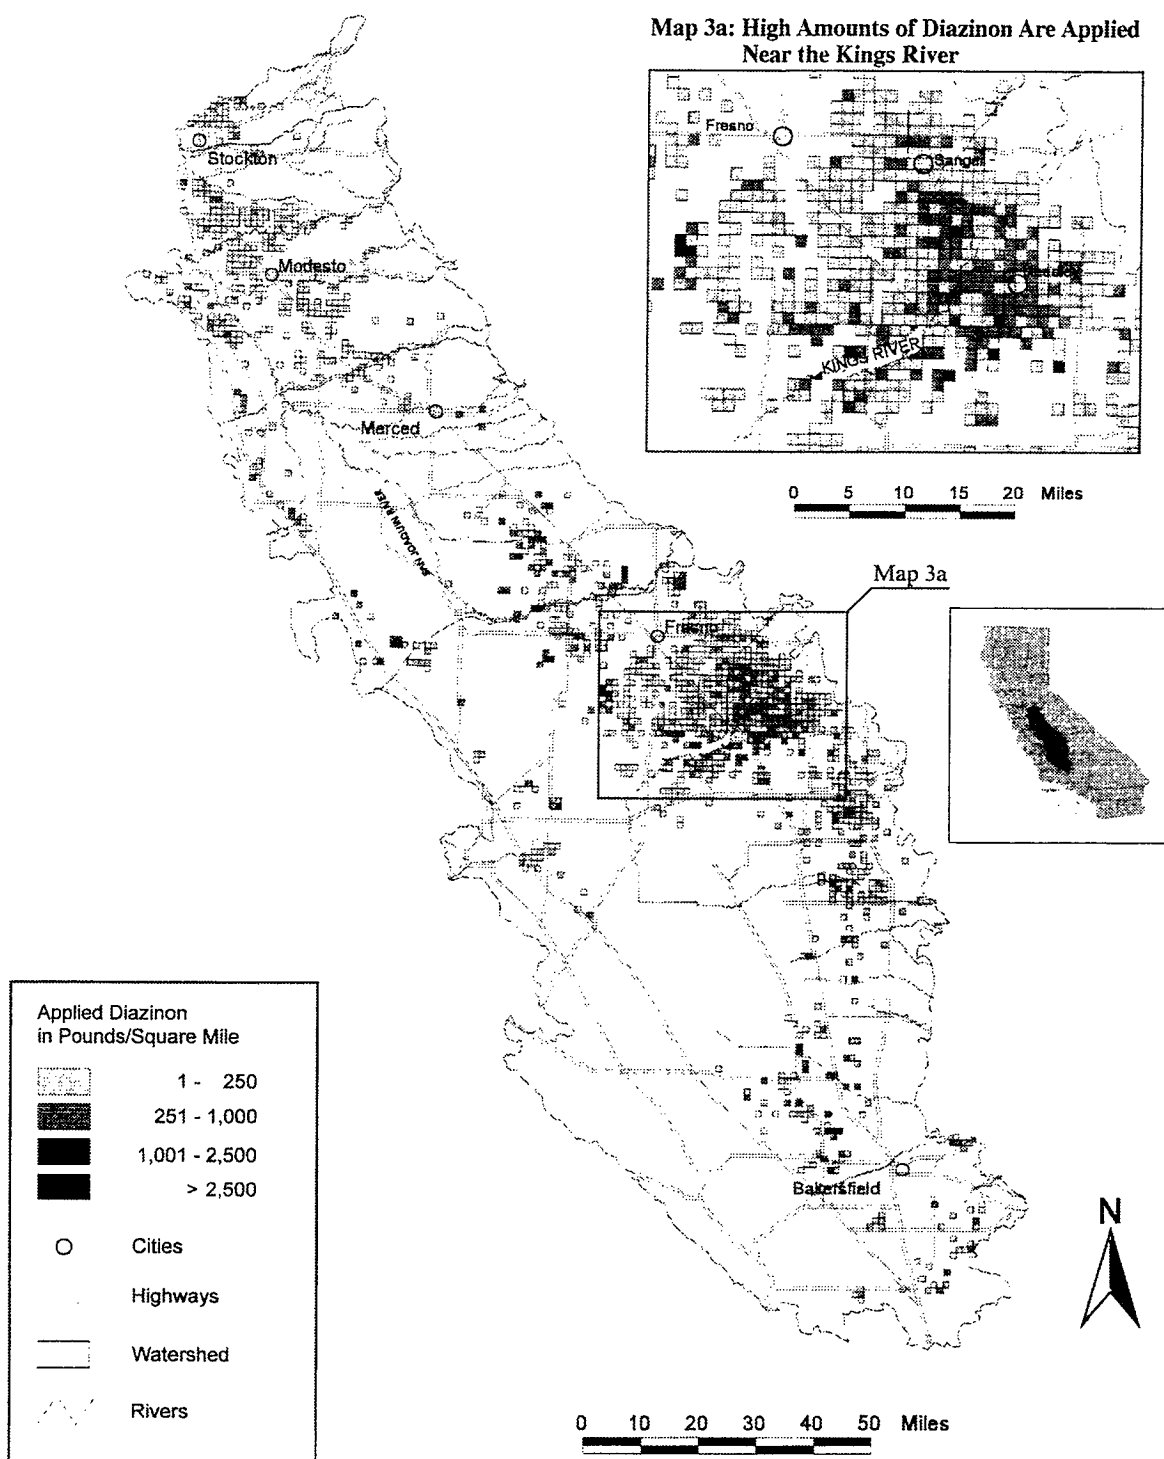 Map 3a: High Amounts of Diazinon Are Applied
Near the Kings River
Fresno
Sanger
KINGS RIVER
0 5 10 15 20 Miles
Stockton
Modesto
Merced
SAN JOAQUIN RIVER
Map 3a
Fresno
Bakersfield
Applied Diazinon
in Pounds/Square Mile
1 - 250
251 - 1,000
1,001 - 2,500
> 2,500
Cities
Highways
Watershed
Rivers
N
0 10 20 30 40 50 Miles